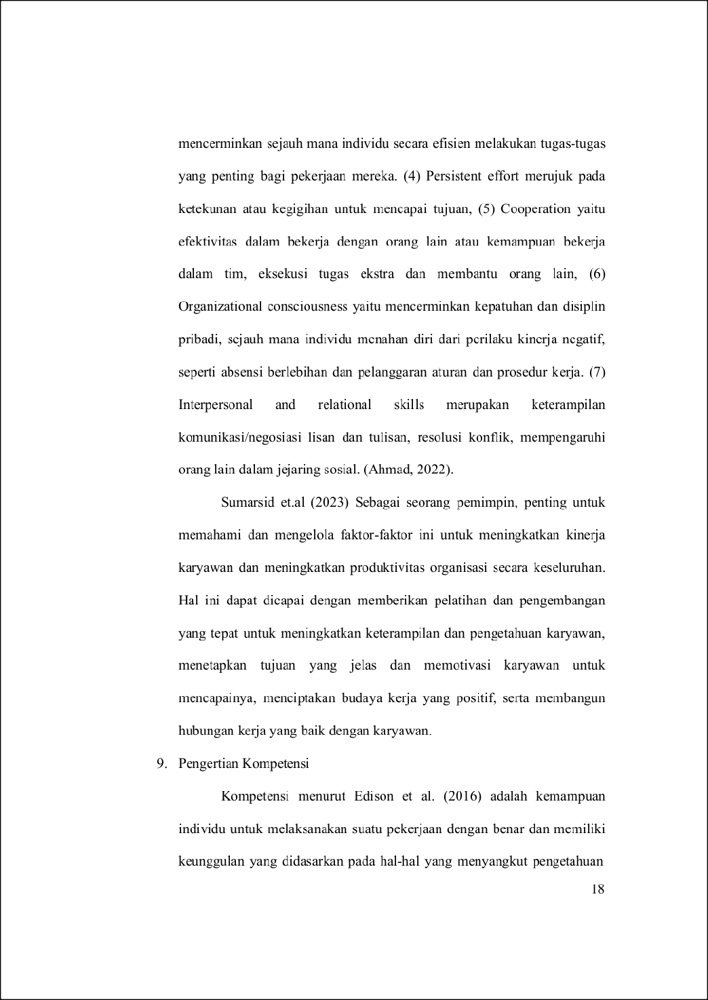 mencerminkan sejauh mana individu secara efisien melakukan tugas-tugas
yang penting bagi pekerjaan mereka. (4) Persistent effort merujuk pada
ketekunan atau kegigihan untuk mencapai tujuan, (5) Cooperation yaitu
efektivitas dalam bekerja dengan orang lain atau kemampuan bekerja
dalam tim, eksekusi tugas ekstra dan membantu orang lain, (6)
Organizational consciousness yaitu mencerminkan kepatuhan dan disiplin
pribadi, sejauh mana individu menahan diri dari perilaku kinerja negatif,
seperti absensi berlebihan dan pelanggaran aturan dan prosedur kerja. (7)
Interpersonal and relational skills merupakan keterampilan
komunikasi/negosiasi lisan dan tulisan, resolusi konflik, mempengaruhi
orang lain dalam jejaring sosial. (Ahmad, 2022).
Sumarsid et.al (2023) Sebagai seorang pemimpin, penting untuk
memahami dan mengelola faktor-faktor ini untuk meningkatkan kinerja
karyawan dan meningkatkan produktivitas organisasi secara keseluruhan.
Hal ini dapat dicapai dengan memberikan pelatihan dan pengembangan
yang tepat untuk meningkatkan keterampilan dan pengetahuan karyawan,
menetapkan tujuan yang jelas dan memotivasi karyawan untuk
mencapainya, menciptakan budaya kerja yang positif, serta membangun
hubungan kerja yang baik dengan karyawan.
9. Pengertian Kompetensi
Kompetensi menurut Edison et al. (2016) adalah kemampuan
individu untuk melaksanakan suatu pekerjaan dengan benar dan memiliki
keunggulan yang didasarkan pada hal-hal yang menyangkut pengetahuan
18